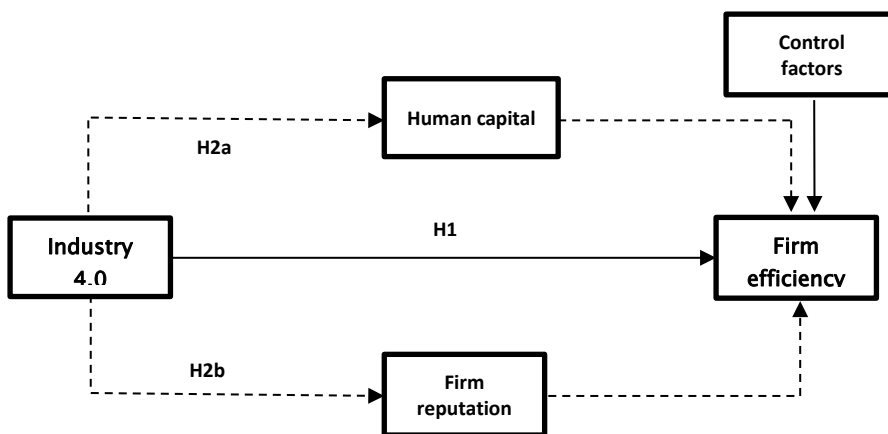 Control
factors
Human capital
H2a
H1
Industry
4.0
Firm
efficiency
H2b
Firm
reputation